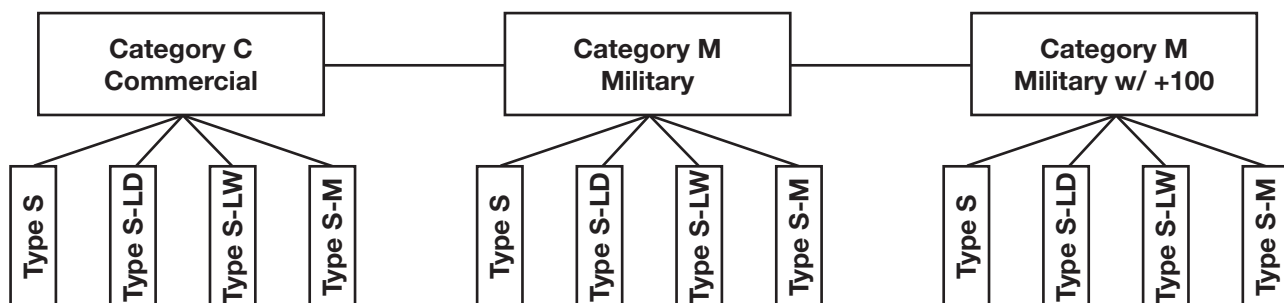 Category C
Commercial
Category M
Military
Category M
Military w/ +100
Type S
Type S-LD
Type S-LW
Type S-M
Type S
Type S-LD
Type S-LW
Type S-M
Type S
Type S-LD
Type S-LW
Type S-M